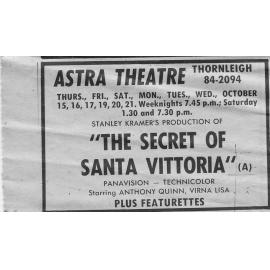 ASTRA THEATRE THORNLEIGH
84-2094
THURS., FRI., SAT., MON., TUES., WED., OCTOBER
15, 16, 17, 19, 20, 21. Weeknights 7.45 p.m.; Saturday
1.30 and 7.30 p.m.
STANLEY KRAMER'S PRODUCTION OF
"THE SECRET OF
SANTA VITTORIA" (A)
PANAVISION — TECHNICOLOR
Starring ANTHONY QUINN, VIRNA LISA
PLUS FEATURETTES